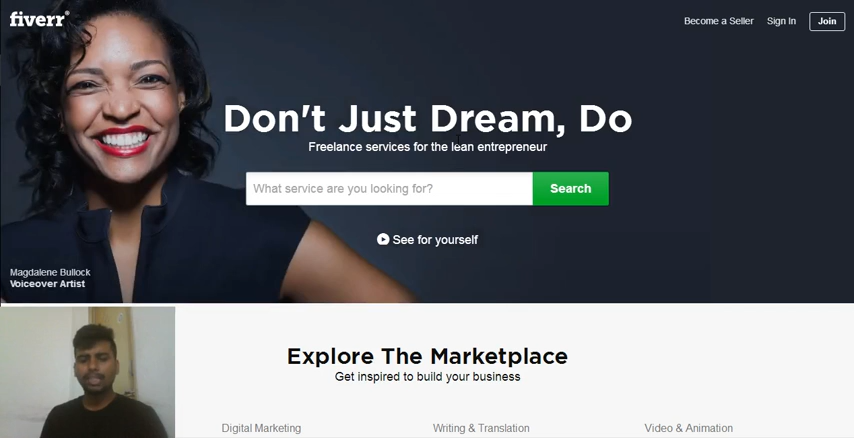 fiverr®
Become a Seller
Sign In
Join
Don't Just Dream, Do
Freelance services for the lean entrepreneur
What service are you looking for?
Search
See for yourself
Magdalene Bullock
Voiceover Artist
Explore The Marketplace
Get inspired to build your business
Digital Marketing
Writing & Translation
Video & Animation